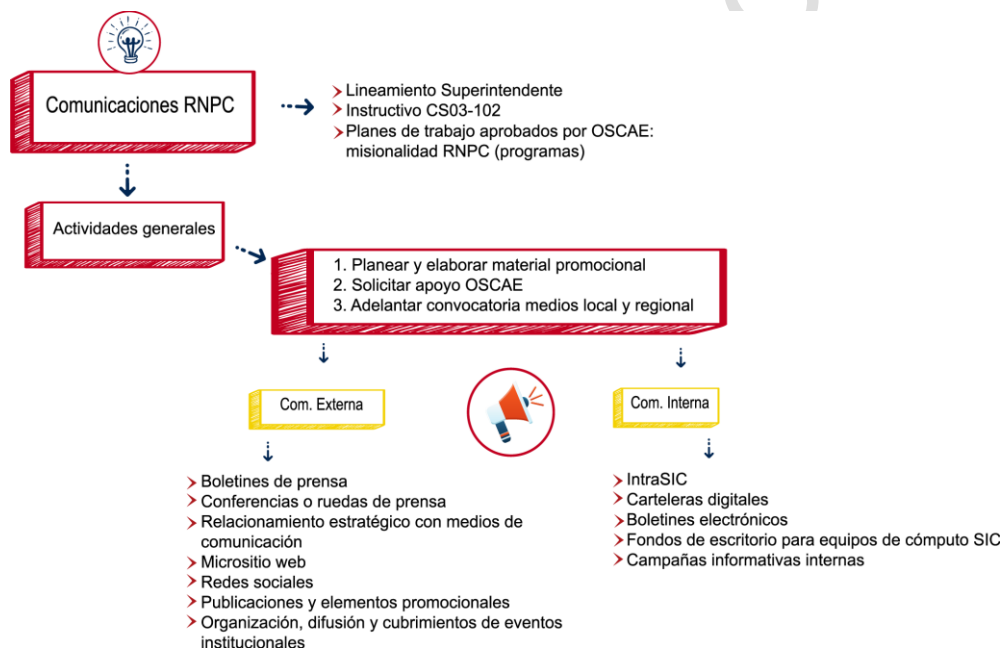 Comunicaciones RNPC
Lineamiento Superintendente
Instructivo CS03-102
Planes de trabajo aprobados por OSCAE:
misionalidad RNPC (programas)
Actividades generales
1. Planear y elaborar material promocional
2. Solicitar apoyo OSCAE
3. Adelantar convocatoria medios local y regional
Com. Externa
Boletines de prensa
Conferencias o ruedas de prensa
Relacionamiento estratégico con medios de
comunicación
Micrositio web
Redes sociales
Publicaciones y elementos promocionales
Organización, difusión y cubrimientos de eventos
institucionales
Com. Interna
IntraSIC
Carteleras digitales
Boletines electrónicos
Fondos de escritorio para equipos de cómputo SIC
Campañas informativas internas